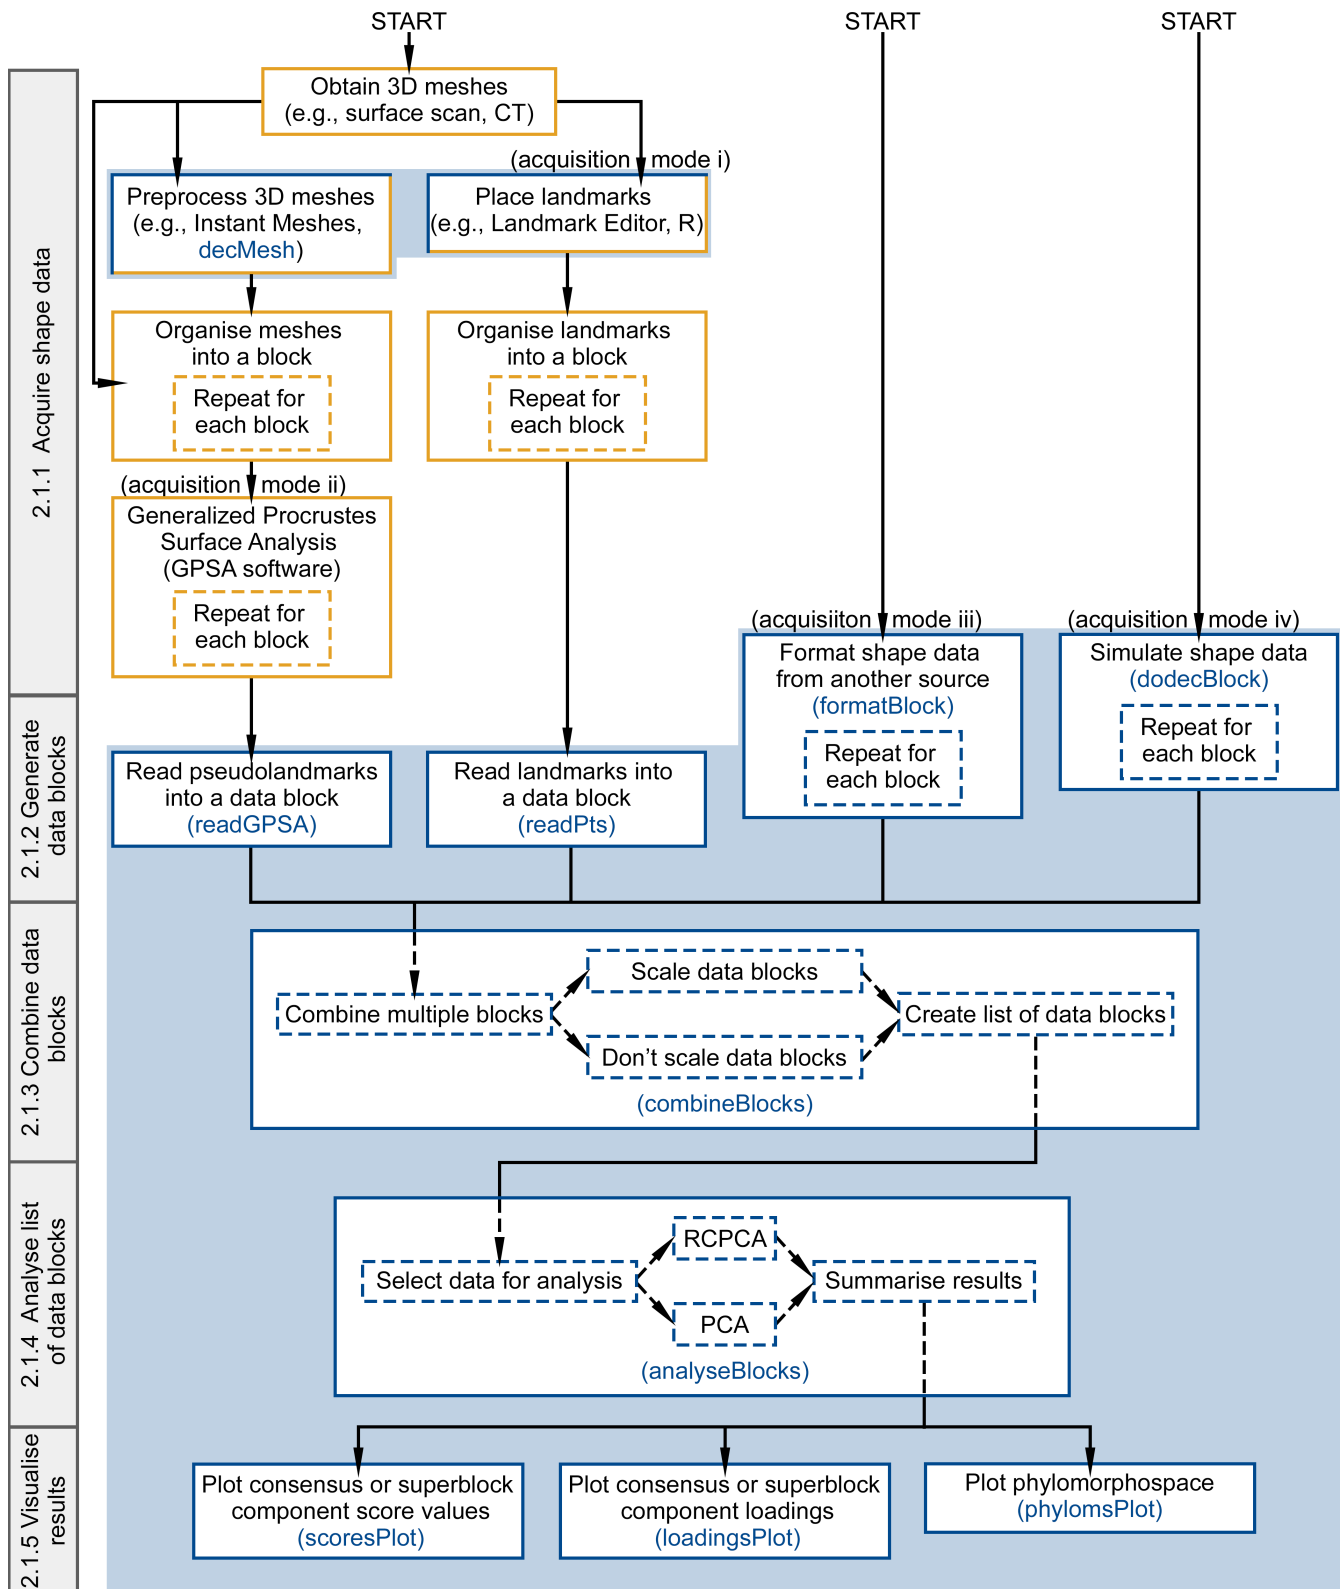 START
START
START
Obtain 3D meshes
(e.g., surface scan, CT)
(acquisition mode i)
Preprocess 3D meshes
(e.g., Instant Meshes,
decMesh)
Place landmarks
(e.g., Landmark Editor, R)
2.1.1 Acquire shape data
Organise meshes
into a block
Repeat for
each block
Organise landmarks
into a block
Repeat for
each block
(acquisition mode ii)
Generalized Procrustes
Surface Analysis
(GPSA software)
Repeat for
each block
(acquisiiton mode iii)
Format shape data
from another source
(formatBlock)
Repeat for
each block
(acquisition mode iv)
Simulate shape data
(dodecBlock)
Repeat for
each block
2.1.2 Generate
data blocks
Read pseudolandmarks
into a data block
(readGPSA)
Read landmarks into
a data block
(readPts)
2.1.3 Combine data
blocks
Combine multiple blocks
Scale data blocks
Don't scale data blocks
Create list of data blocks
(combineBlocks)
2.1.4 Analyse list
of data blocks
Select data for analysis
RCPCA
PCA
Summarise results
(analyseBlocks)
2.1.5 Visualise
results
Plot consensus or superblock
component score values
(scoresPlot)
Plot consensus or superblock
component loadings
(loadingsPlot)
Plot phylomorphospace
(phylomsPlot)